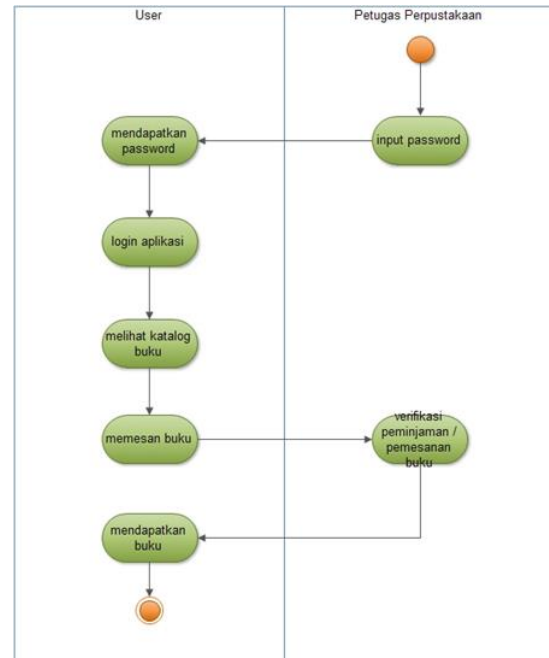 User
Petugas Perpustakaan
input password
mendapatkan
password
login aplikasi
melihat katalog
buku
memesan buku
verifikasi
peminjaman /
pemesanan
buku
mendapatkan
buku